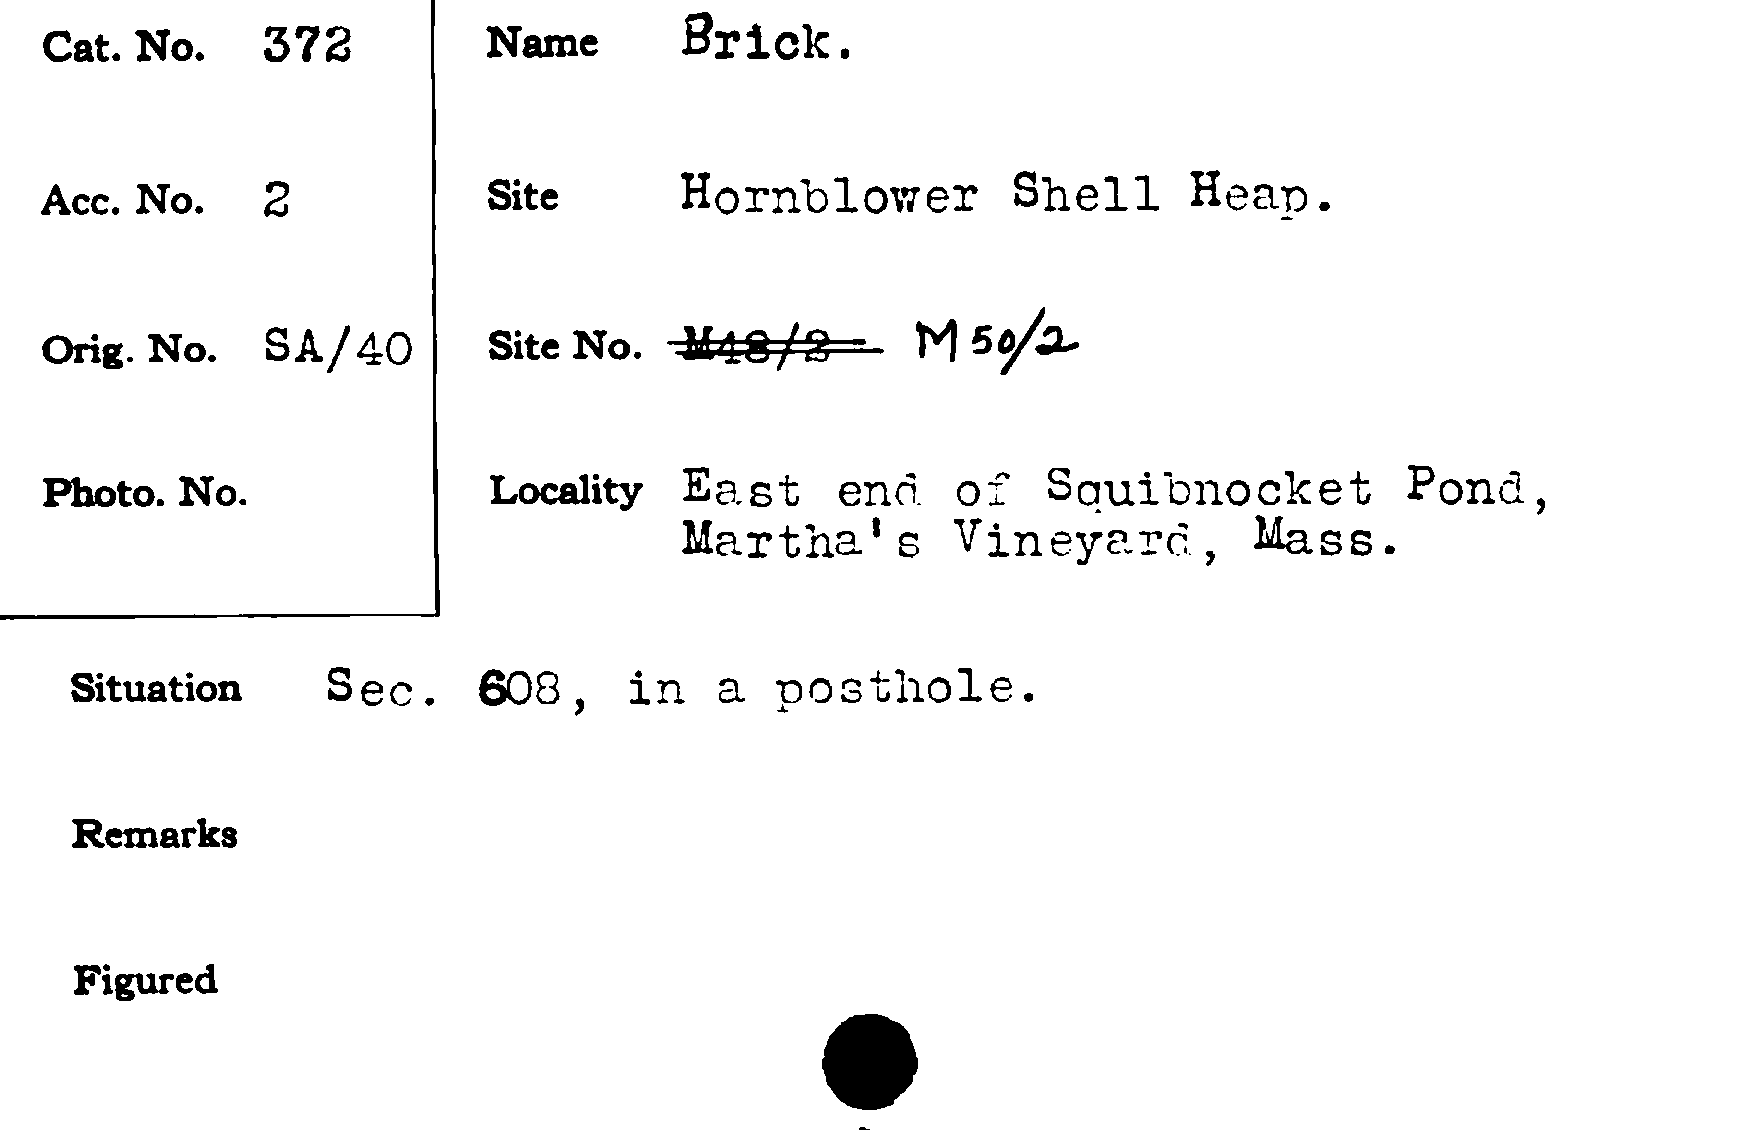 Cat. No. 372
Name Brick.
Acc. No. 2
Site Hornblower Shell Heap.
Orig. No. SA/40
Site No. M48/2 M50/2
Photo. No.
Locality East end of Squibnocket Pond,
Martha's Vineyard, Mass.
Situation Sec. 608, in a posthole.
Remarks
Figured